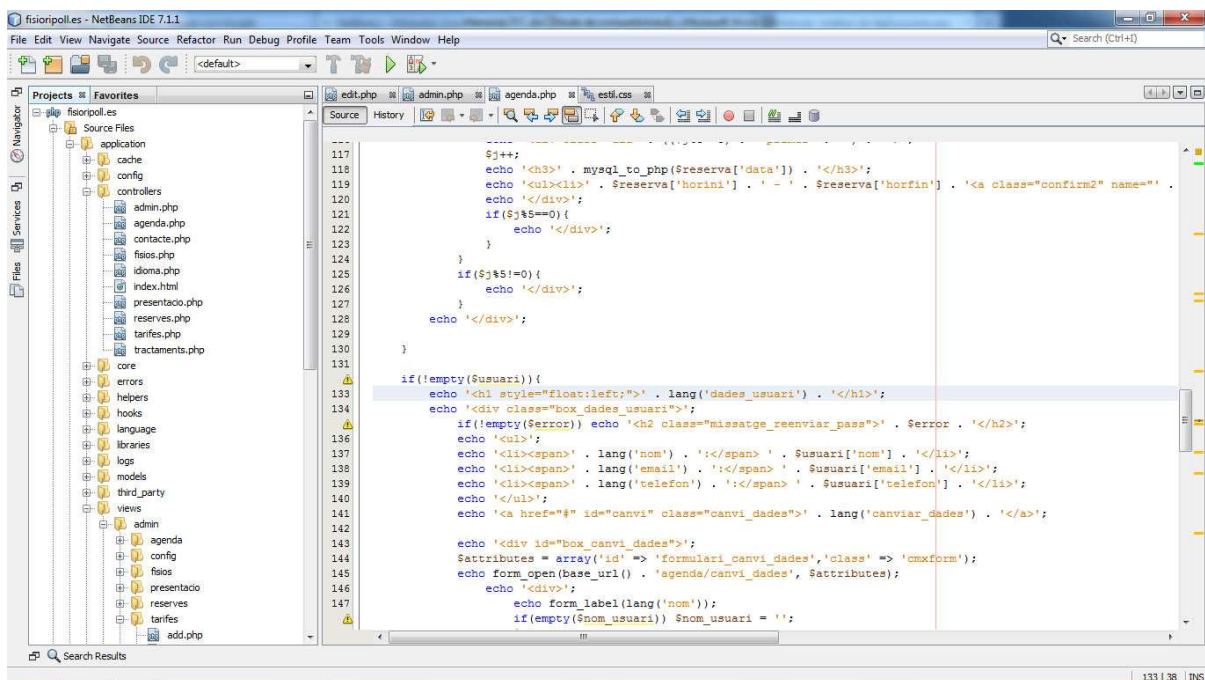 fisioripoll.es - NetBeans IDE 7.1.1
File Edit View Navigate Source Refactor Run Debug Profile Team Tools Window Help
Search (Ctrl+I)
<default>
Projects Favorites
edit.php admin.php agenda.php estil.css
Source History
Navigator
Services
Files
fisioripoll.es
Source Files
application
cache
config
controllers
admin.php
agenda.php
contacte.php
fisios.php
idioma.php
index.html
presentacio.php
reserves.php
tarifes.php
tractaments.php
core
errors
helpers
hooks
language
libraries
logs
models
third_party
views
admin
agenda
config
fisios
presentacio
reserves
tarifes
add.php
117 $j++;
118 echo '<h3>' . mysql_to_php($reserva['data']) . '</h3>';
119 echo '<ul><li>' . $reserva['horini'] . ' - ' . $reserva['horfin'] . '<a class="confirm2" name="' .
120 echo '</div>';
121 if($j%5==0){
122 echo '</div>';
123 }
124 }
125 if($j%5!=0){
126 echo '</div>';
127 }
128 echo '</div>';
129
130 }
131
if(!empty($usuari)){
133 echo '<h1 style="float:left;">' . lang('dades_usuari') . '</h1>';
134 echo '<div class="box_dades_usuari">';
if(!empty($error)) echo '<h2 class="missatge_reenviar_pass">' . $error . '</h2>';
136 echo '<ul>';
137 echo '<li><span>' . lang('nom') . ':</span> ' . $usuari['nom'] . '</li>';
138 echo '<li><span>' . lang('email') . ':</span> ' . $usuari['email'] . '</li>';
139 echo '<li><span>' . lang('telefon') . ':</span> ' . $usuari['telefon'] . '</li>';
140 echo '</ul>';
141 echo '<a href="#" id="canvi" class="canvi_dades">' . lang('canviar_dades') . '</a>';
142
143 echo '<div id="box_canvi_dades">';
144 $attributes = array('id' => 'formulari_canvi_dades','class' => 'cmxform');
145 echo form_open(base_url() . 'agenda/canvi_dades', $attributes);
146 echo '<div>';
147 echo form_label(lang('nom'));
if(empty($nom_usuari)) $nom_usuari = '';
Search Results
133 | 38 INS